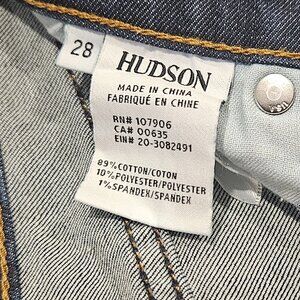 28
HUDSON
MADE IN CHINA
FABRIQUÉ EN CHINE
RN# 107906
CA# 00635
EIN# 20-3082491
89% COTTON/COTON
10% POLYESTER/POLYESTER
1% SPANDEX/SPANDEX